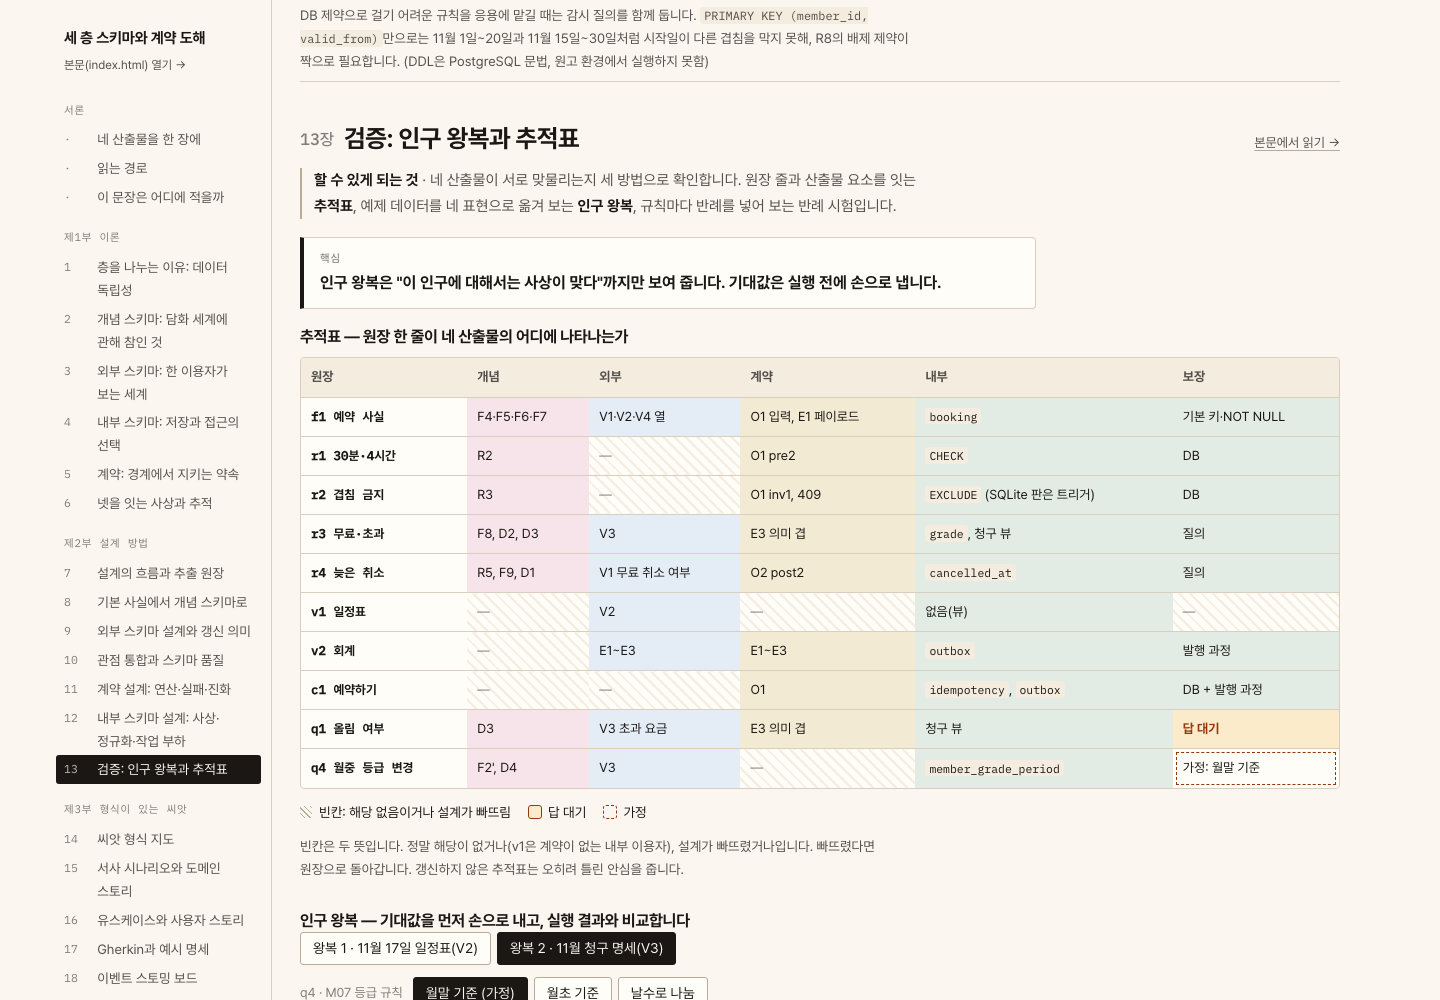 세 층 스키마와 계약 도해
본문(index.html) 열기 →
서론
· 네 산출물을 한 장에
· 읽는 경로
· 이 문장은 어디에 적을까
제1부 이론
1 층을 나누는 이유: 데이터
독립성
2 개념 스키마: 담화 세계에
관해 참인 것
3 외부 스키마: 한 이용자가
보는 세계
4 내부 스키마: 저장과 접근의
선택
5 계약: 경계에서 지키는 약속
6 넷을 잇는 사상과 추적
제2부 설계 방법
7 설계의 흐름과 추출 원장
8 기본 사실에서 개념 스키마로
9 외부 스키마 설계와 갱신 의미
10 관점 통합과 스키마 품질
11 계약 설계: 연산·실패·진화
12 내부 스키마 설계: 사상·
정규화·작업 부하
13 검증: 인구 왕복과 추적표
제3부 형식이 있는 씨앗
14 씨앗 형식 지도
15 서사 시나리오와 도메인
스토리
16 유스케이스와 사용자 스토리
17 Gherkin과 예시 명세
18 이벤트 스토밍 보드
DB 제약으로 걸기 어려운 규칙을 응용에 맡길 때는 감시 질의를 함께 둡니다. PRIMARY KEY (member_id,
valid_from) 만으로는 11월 1일~20일과 11월 15일~30일처럼 시작일이 다른 겹침을 막지 못해, R8의 배제 제약이
짝으로 필요합니다. (DDL은 PostgreSQL 문법, 원고 환경에서 실행하지 못함)
13장 검증: 인구 왕복과 추적표
본문에서 읽기 →
할 수 있게 되는 것 · 네 산출물이 서로 맞물리는지 세 방법으로 확인합니다. 원장 줄과 산출물 요소를 잇는
추적표, 예제 데이터를 네 표현으로 옮겨 보는 인구 왕복, 규칙마다 반례를 넣어 보는 반례 시험입니다.
핵심
인구 왕복은 "이 인구에 대해서는 사상이 맞다"까지만 보여 줍니다. 기대값은 실행 전에 손으로 냅니다.
추적표 — 원장 한 줄이 네 산출물의 어디에 나타나는가
원장 개념 외부 계약 내부 보장
f1 예약 사실 F4·F5·F6·F7 V1·V2·V4 열 O1 입력, E1 페이로드 booking 기본 키·NOT NULL
r1 30분·4시간 R2 — O1 pre2 CHECK DB
r2 겹침 금지 R3 — O1 inv1, 409 EXCLUDE (SQLite 판은 트리거) DB
r3 무료·초과 F8, D2, D3 V3 E3 의미 겹 grade, 청구 뷰 질의
r4 늦은 취소 R5, F9, D1 V1 무료 취소 여부 O2 post2 cancelled_at 질의
v1 일정표 — V2 — 없음(뷰) —
v2 회계 — E1~E3 E1~E3 outbox 발행 과정
c1 예약하기 — — O1 idempotency, outbox DB + 발행 과정
q1 올림 여부 D3 V3 초과 요금 E3 의미 겹 청구 뷰 답 대기
q4 월중 등급 변경 F2', D4 V3 — member_grade_period 가정: 월말 기준
빈칸: 해당 없음이거나 설계가 빠뜨림 답 대기 가정
빈칸은 두 뜻입니다. 정말 해당이 없거나(v1은 계약이 없는 내부 이용자), 설계가 빠뜨렸거나입니다. 빠뜨렸다면
원장으로 돌아갑니다. 갱신하지 않은 추적표는 오히려 틀린 안심을 줍니다.
인구 왕복 — 기대값을 먼저 손으로 내고, 실행 결과와 비교합니다
왕복 1 · 11월 17일 일정표(V2) 왕복 2 · 11월 청구 명세(V3)
q4 · M07 등급 규칙 월말 기준 (가정) 월초 기준 날수로 나눔